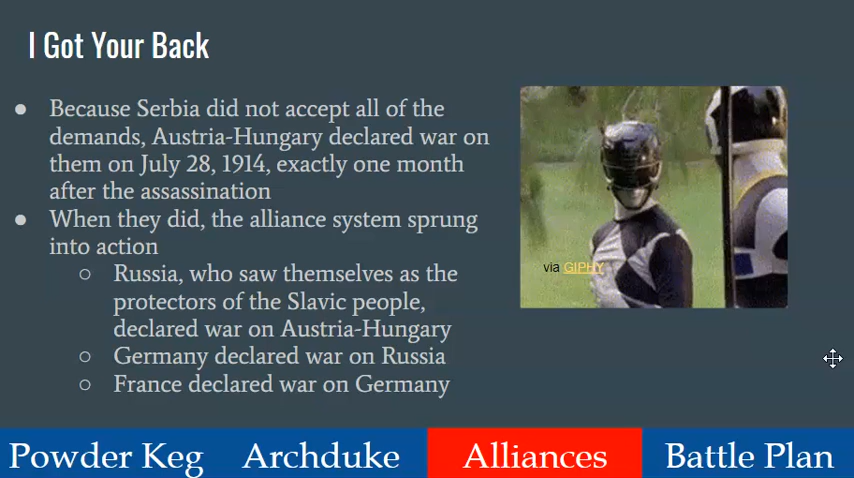 I Got Your Back
● Because Serbia did not accept all of the
demands, Austria-Hungary declared war on
them on July 28, 1914, exactly one month
after the assassination
● When they did, the alliance system sprung
into action
○ Russia, who saw themselves as the
protectors of the Slavic people,
declared war on Austria-Hungary
○ Germany declared war on Russia
○ France declared war on Germany
via GIPHY
Powder Keg Archduke Alliances Battle Plan